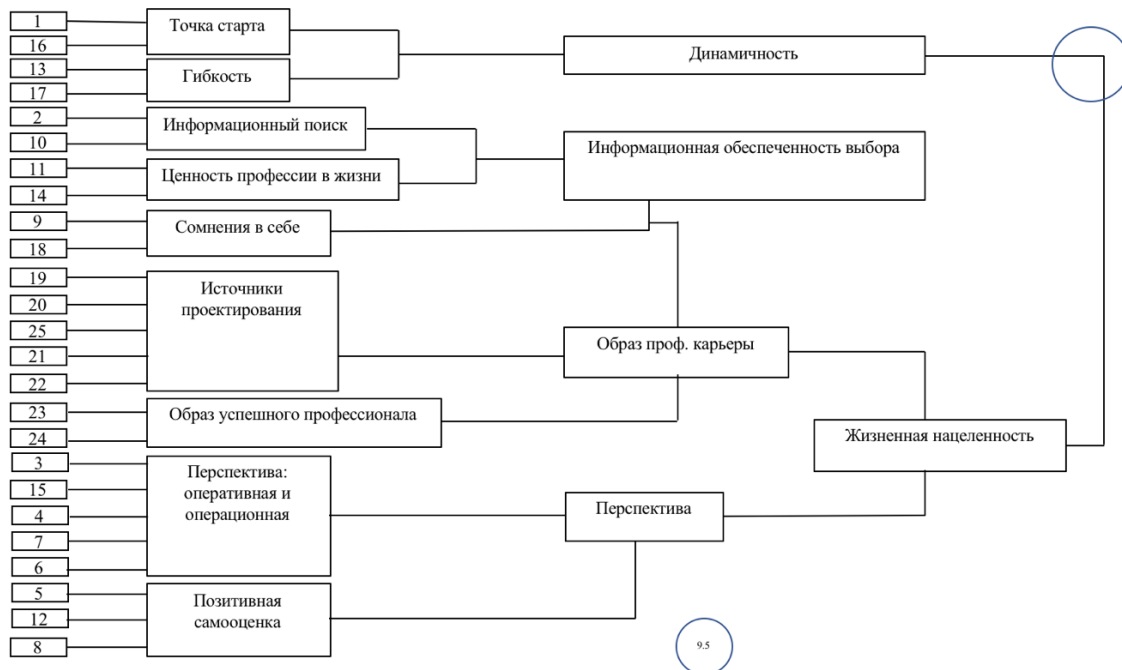 1
Точка старта
16
13
Гибкость
17
Динамичность
2
Информационный поиск
10
11
Ценность профессии в жизни
14
Информационная обеспеченность выбора
9
Сомнения в себе
18
19
20
25
21
22
Источники
проектирования
Образ проф. карьеры
23
24
Образ успешного профессионала
Жизненная нацеленность
3
15
4
7
6
Перспектива:
оперативная и
операционная
Перспектива
5
12
8
Позитивная
самооценка
9.5